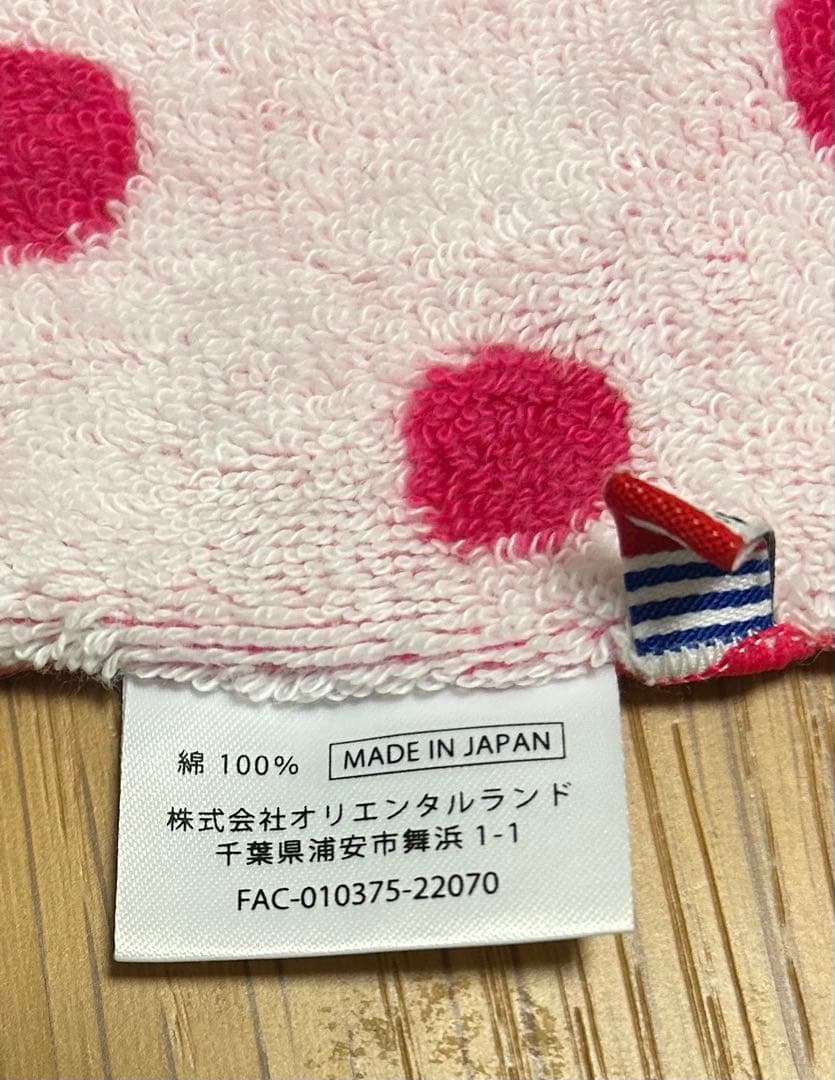 綿 100% MADE IN JAPAN
株式会社オリエンタルランド
千葉県浦安市舞浜 1-1
FAC-010375-22070